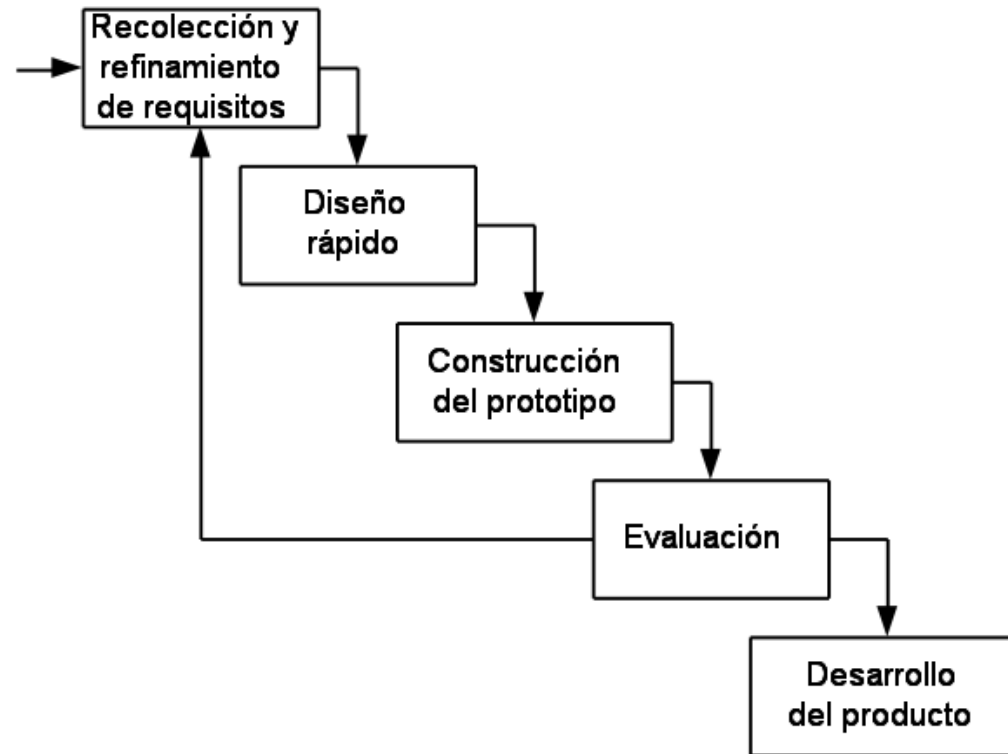 Recolección y
refinamiento
de requisitos
Diseño
rápido
Construcción
del prototipo
Evaluación
Desarrollo
del producto